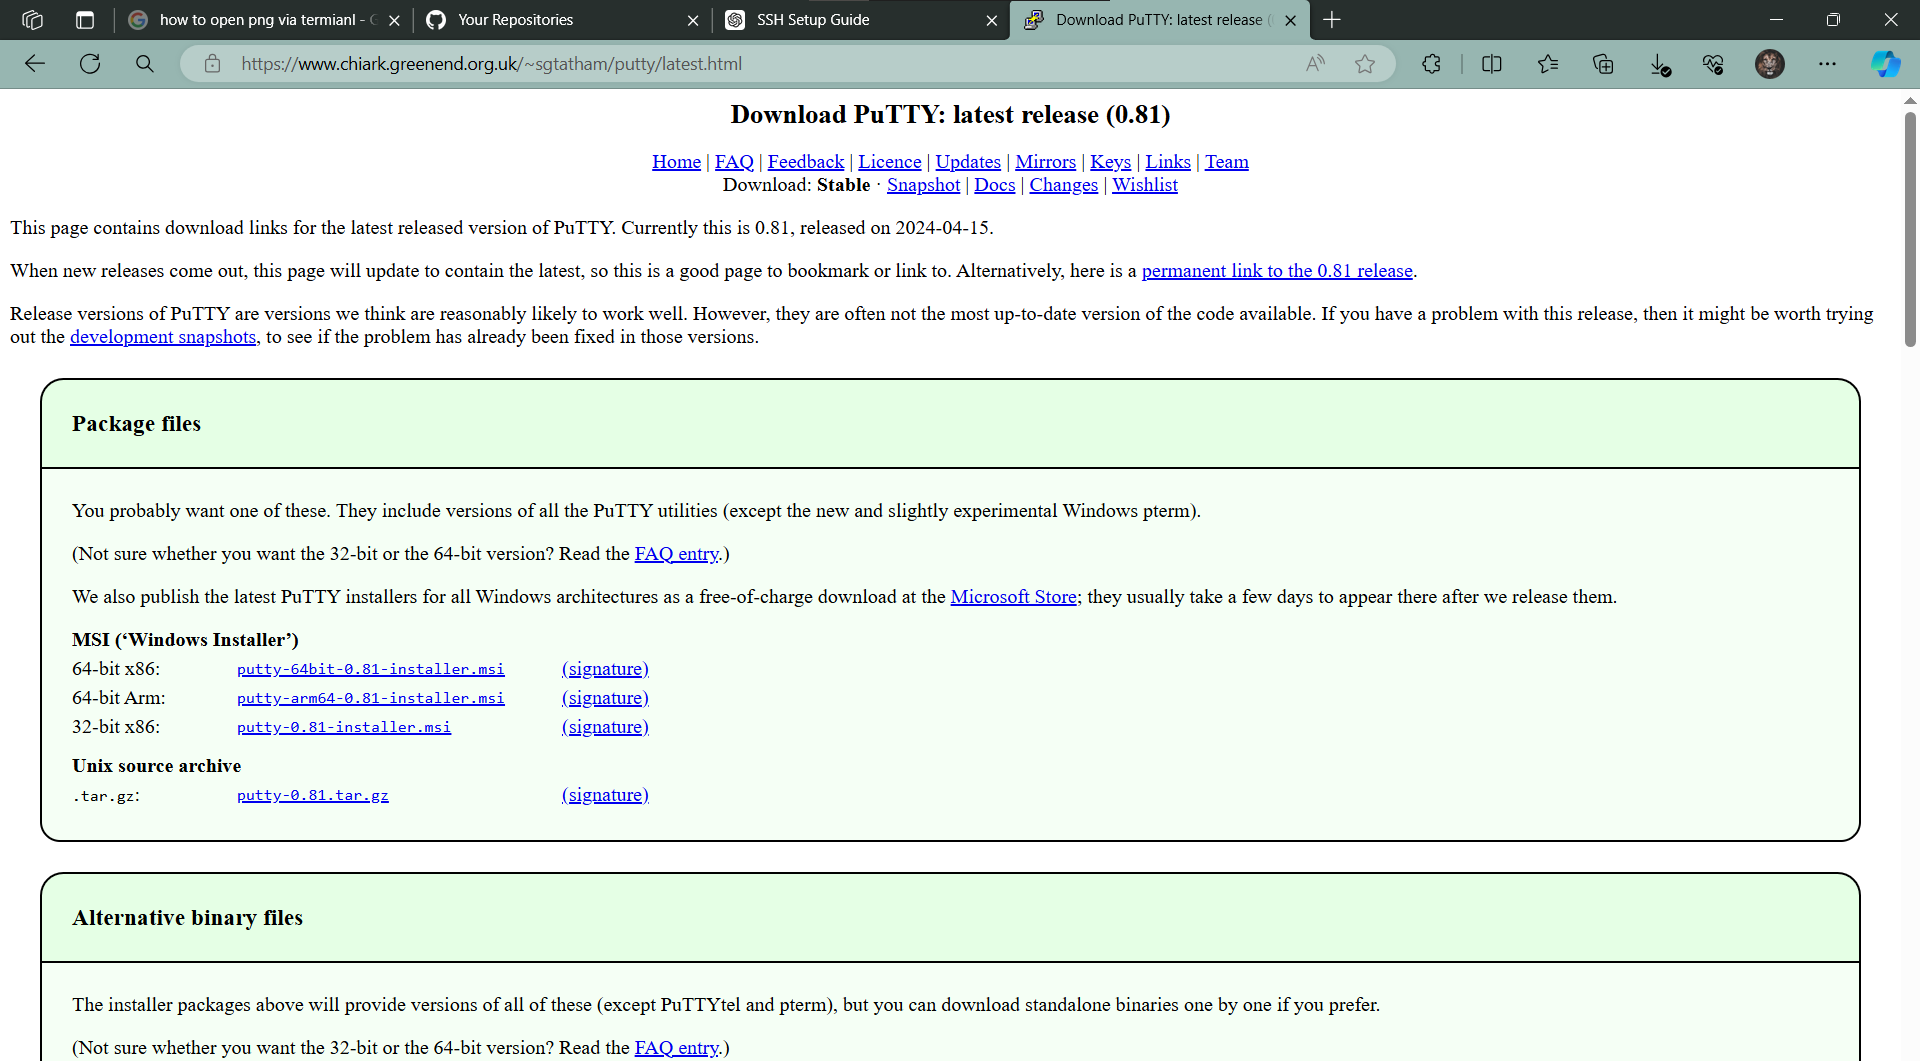 how to open png via termianl - G
Your Repositories
SSH Setup Guide
Download PuTTY: latest release (
https://www.chiark.greenend.org.uk/~sgtatham/putty/latest.html
Download PuTTY: latest release (0.81)
Home | FAQ | Feedback | Licence | Updates | Mirrors | Keys | Links | Team
Download: Stable · Snapshot | Docs | Changes | Wishlist
This page contains download links for the latest released version of PuTTY. Currently this is 0.81, released on 2024-04-15.
When new releases come out, this page will update to contain the latest, so this is a good page to bookmark or link to. Alternatively, here is a permanent link to the 0.81 release.
Release versions of PuTTY are versions we think are reasonably likely to work well. However, they are often not the most up-to-date version of the code available. If you have a problem with this release, then it might be worth trying
out the development snapshots, to see if the problem has already been fixed in those versions.
Package files
You probably want one of these. They include versions of all the PuTTY utilities (except the new and slightly experimental Windows pterm).
(Not sure whether you want the 32-bit or the 64-bit version? Read the FAQ entry.)
We also publish the latest PuTTY installers for all Windows architectures as a free-of-charge download at the Microsoft Store; they usually take a few days to appear there after we release them.
MSI (‘Windows Installer’)
64-bit x86: putty-64bit-0.81-installer.msi (signature)
64-bit Arm: putty-arm64-0.81-installer.msi (signature)
32-bit x86: putty-0.81-installer.msi (signature)
Unix source archive
.tar.gz: putty-0.81.tar.gz (signature)
Alternative binary files
The installer packages above will provide versions of all of these (except PuTTYtel and pterm), but you can download standalone binaries one by one if you prefer.
(Not sure whether you want the 32-bit or the 64-bit version? Read the FAQ entry.)